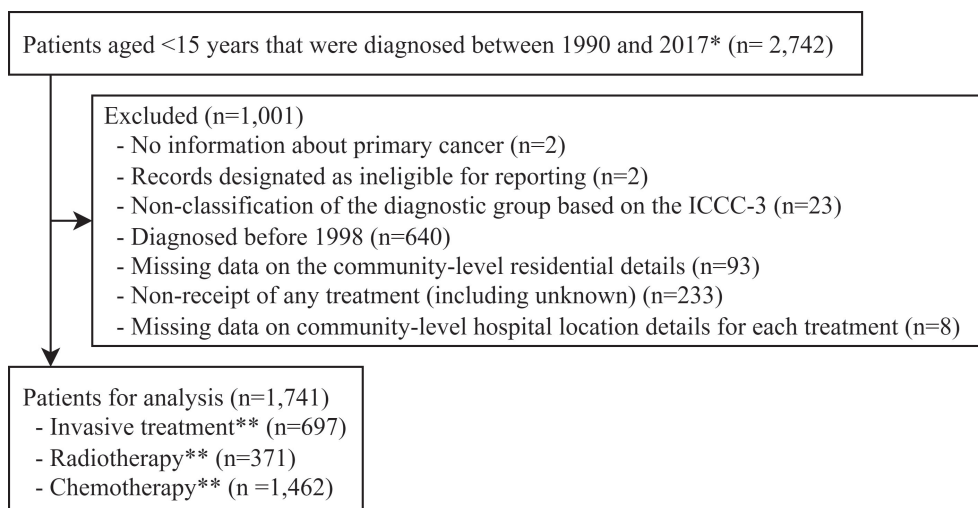 Patients aged <15 years that were diagnosed between 1990 and 2017* (n= 2,742)
Excluded (n=1,001)
- No information about primary cancer (n=2)
- Records designated as ineligible for reporting (n=2)
- Non-classification of the diagnostic group based on the ICCC-3 (n=23)
- Diagnosed before 1998 (n=640)
- Missing data on the community-level residential details (n=93)
- Non-receipt of any treatment (including unknown) (n=233)
- Missing data on community-level hospital location details for each treatment (n=8)
Patients for analysis (n=1,741)
- Invasive treatment** (n=697)
- Radiotherapy** (n=371)
- Chemotherapy** (n =1,462)